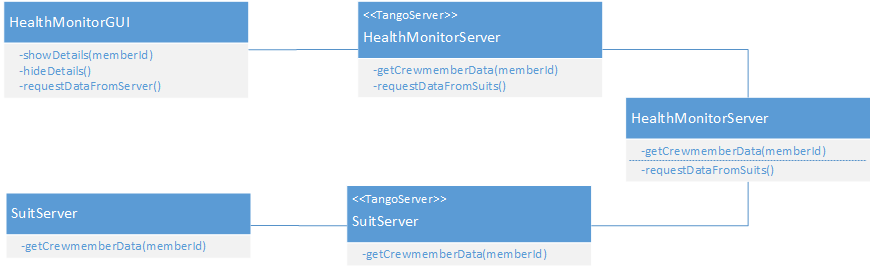 HealthMonitorGUI
-showDetails(memberId)
-hideDetails()
-requestDataFromServer()
<<TangoServer>>
HealthMonitorServer
-getCrewmemberData(memberId)
-requestDataFromSuits()
HealthMonitorServer
-getCrewmemberData(memberId)
-requestDataFromSuits()
SuitServer
-getCrewmemberData(memberId)
<<TangoServer>>
SuitServer
-getCrewmemberData(memberId)